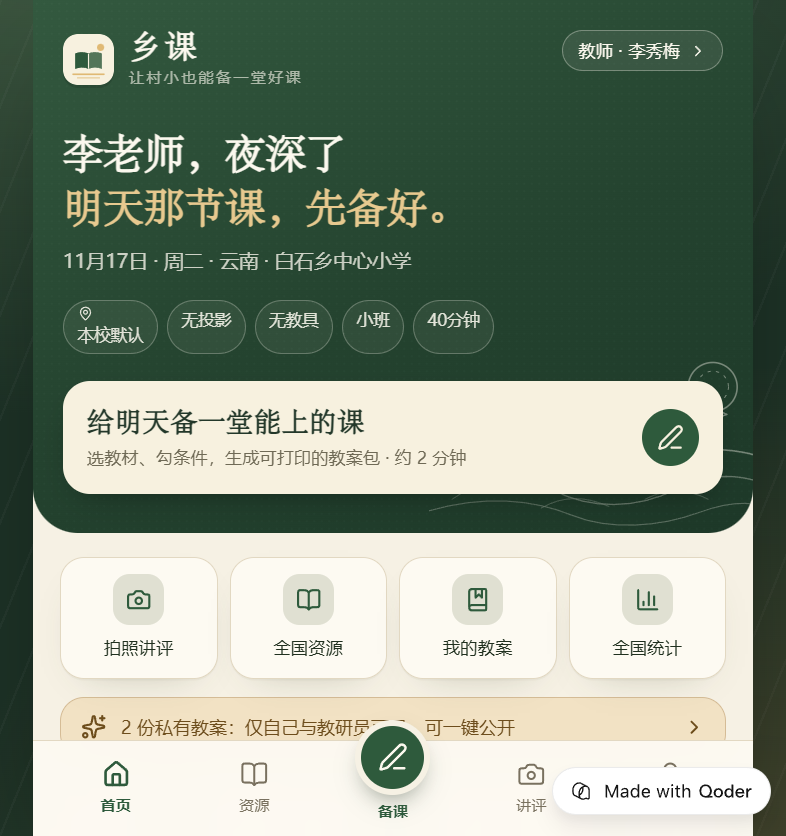 乡课
让村小也能备一堂好课
教师 · 李秀梅
李老师，夜深了
明天那节课，先备好。
11月17日 · 周二 · 云南 · 白石乡中心小学
本校默认
无投影
无教具
小班
40分钟
给明天备一堂能上的课
选教材、勾条件，生成可打印的教案包 · 约 2 分钟
拍照讲评
全国资源
我的教案
全国统计
2 份私有教案：仅自己与教研员
可一键公开
首页
资源
备课
讲评
Made with Qoder